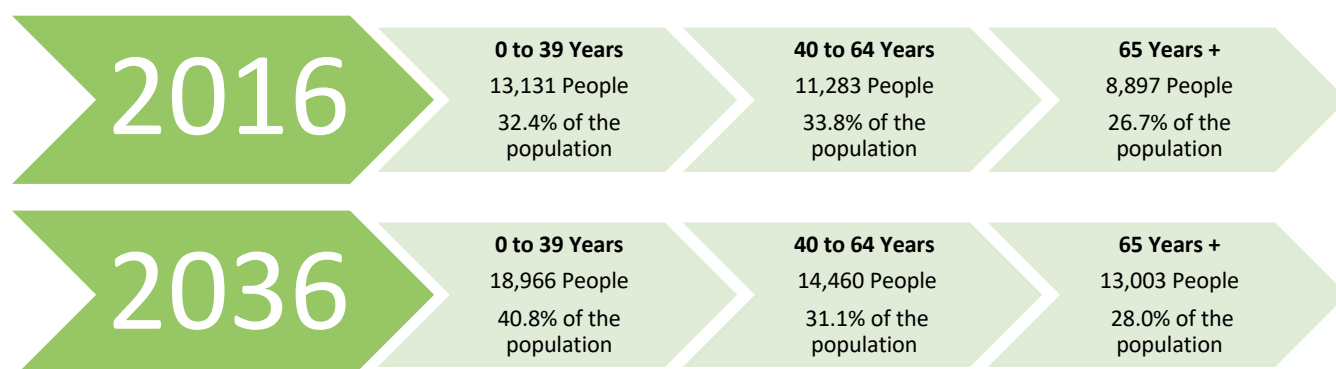 2016
0 to 39 Years
13,131 People
32.4% of the
population
40 to 64 Years
11,283 People
33.8% of the
population
65 Years +
8,897 People
26.7% of the
population
2036
0 to 39 Years
18,966 People
40.8% of the
population
40 to 64 Years
14,460 People
31.1% of the
population
65 Years +
13,003 People
28.0% of the
population